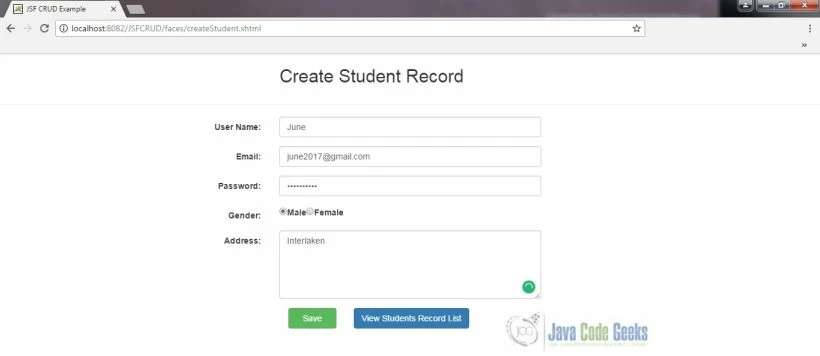 JSF CRUD Example
localhost:8082/JSFCRUD/faces/createStudent.xhtml
»
Create Student Record
User Name: June
Email: june2017@gmail.com
Password: ••••••••••
Gender: Male Female
Address: Interlaken
Save View Students Record List
JCG Java Code Geeks